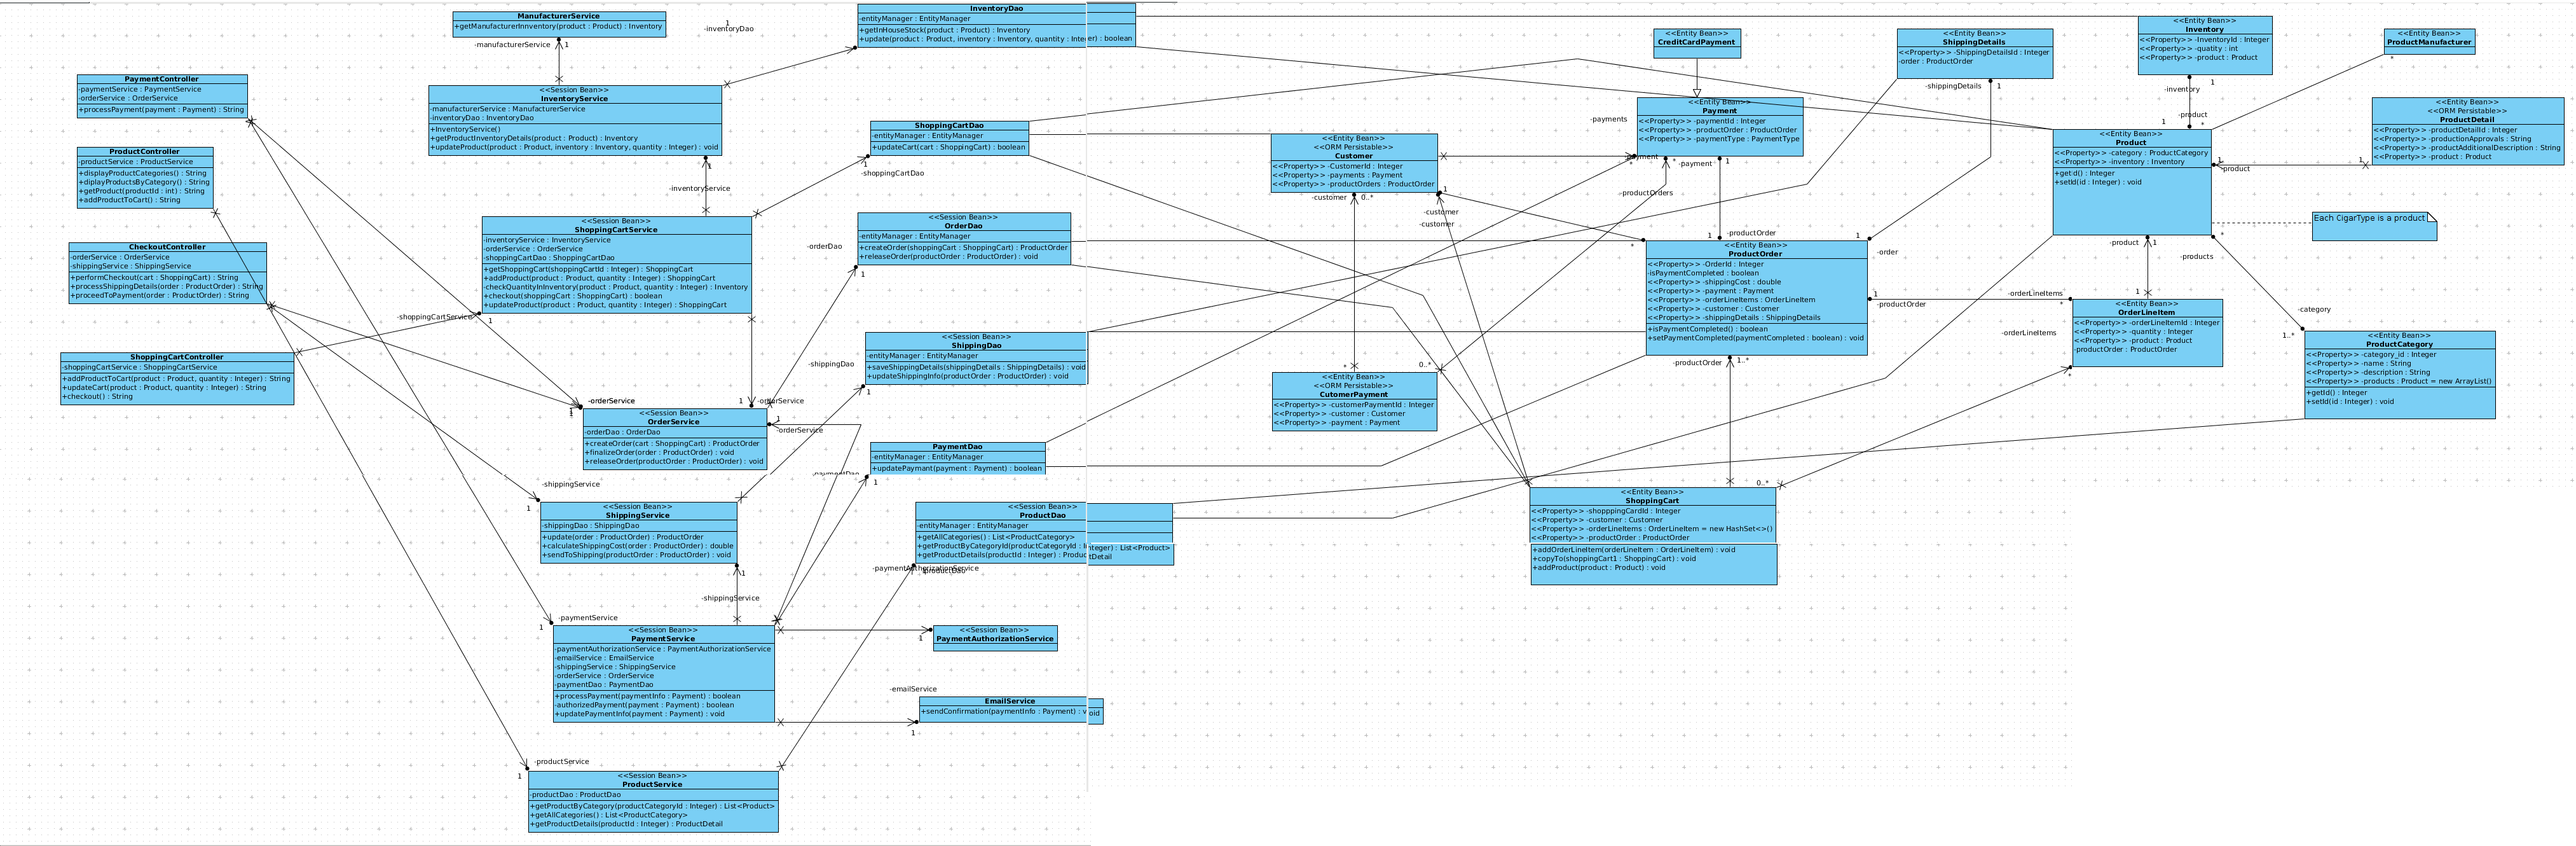 ManufacturerService
+getManufacturerInnventory(product : Product) : Inventory
-manufacturerService
1
1
-inventoryDao
InventoryDao
-entityManager : EntityManager
+getInHouseStock(product : Product) : Inventory
+update(product : Product, inventory : Inventory, quantity : Integer) : boolean
PaymentController
-paymentService : PaymentService
-orderService : OrderService
+processPayment(payment : Payment) : String
<<Session Bean>>
InventoryService
-manufacturerService : ManufacturerService
-inventoryDao : InventoryDao
+InventoryService()
+getProductInventoryDetails(product : Product) : Inventory
+updateProduct(product : Product, inventory : Inventory, quantity : Integer) : void
1
-inventoryService
ProductController
-productService : ProductService
+displayProductCategories() : String
+diplayProductsByCategory() : String
+getProduct(productId : int) : String
+addProductToCart() : String
ShoppingCartDao
-entityManager : EntityManager
+updateCart(cart : ShoppingCart) : boolean
1
-shoppingCartDao
<<Session Bean>>
ShoppingCartService
-inventoryService : InventoryService
-orderService : OrderService
-shoppingCartDao : ShoppingCartDao
+getShoppingCart(shoppingCartId : Integer) : ShoppingCart
+addProduct(product : Product, quantity : Integer) : ShoppingCart
-checkQuantityInInventory(product : Product, quantity : Integer) : Inventory
+checkout(shoppingCart : ShoppingCart) : boolean
+updateProduct(product : Product, quantity : Integer) : ShoppingCart
-shoppingCartService
1
<<Session Bean>>
OrderDao
-entityManager : EntityManager
+createOrder(shoppingCart : ShoppingCart) : ProductOrder
+releaseOrder(productOrder : ProductOrder) : void
-orderDao
1
CheckoutController
-orderService : OrderService
-shippingService : ShippingService
+performCheckout(cart : ShoppingCart) : String
+processShippingDetails(order : ProductOrder) : String
+proceedToPayment(order : ProductOrder) : String
ShoppingCartController
-shoppingCartService : ShoppingCartService
+addProductToCart(product : Product, quantity : Integer) : String
+updateCart(product : Product, quantity : Integer) : String
+checkout() : String
<<Session Bean>>
ShippingDao
-entityManager : EntityManager
+saveShippingDetails(shippingDetails : ShippingDetails) : void
+updateShippingInfo(productOrder : ProductOrder) : void
-shippingDao
1
-orderService
1
1
-orderService
1
-orderService
<<Session Bean>>
OrderService
-orderDao : OrderDao
+createOrder(cart : ShoppingCart) : ProductOrder
+finalizeOrder(order : ProductOrder) : void
+releaseOrder(productOrder : ProductOrder) : void
PaymentDao
-entityManager : EntityManager
+updatePaymant(payment : Payment) : boolean
-paymentDao
1
-shippingService
1
<<Session Bean>>
ShippingService
-shippingDao : ShippingDao
+update(order : ProductOrder) : ProductOrder
+calculateShippingCost(order : ProductOrder) : double
+sendToShipping(productOrder : ProductOrder) : void
1
-shippingService
<<Session Bean>>
ProductDao
-entityManager : EntityManager
+getAllCategories() : List<ProductCategory>
+getProductByCategoryId(productCategoryId : Integer) : List<Product>
+getProductDetails(productId : Integer) : ProductDetail
-paymentAuthorizationService
-productDao
-paymentService
1
<<Session Bean>>
PaymentService
-paymentAuthorizationService : PaymentAuthorizationService
-emailService : EmailService
-shippingService : ShippingService
-orderService : OrderService
-paymentDao : PaymentDao
+processPayment(paymentInfo : Payment) : boolean
-authorizedPayment(payment : Payment) : boolean
+updatePaymentInfo(payment : Payment) : void
<<Session Bean>>
PaymentAuthorizationService
1
-emailService
EmailService
+sendConfirmation(paymentInfo : Payment) : void
1
-productService
1
<<Session Bean>>
ProductService
-productDao : ProductDao
+getProductByCategory(productCategoryId : Integer) : List<Product>
+getAllCategories() : List<ProductCategory>
+getProductDetails(productId : Integer) : ProductDetail
<<Entity Bean>>
CreditCardPayment
<<Entity Bean>>
ShippingDetails
<<Property>> -ShippingDetailsId : Integer
-order : ProductOrder
-shippingDetails
1
<<Entity Bean>>
Inventory
<<Property>> -InventoryId : Integer
<<Property>> -quatity : int
<<Property>> -product : Product
1
-inventory
-product
*
<<Entity Bean>>
ProductManufacturer
*
1
<<Entity Bean>>
<<ORM Persistable>>
ProductDetail
<<Property>> -productDetailId : Integer
<<Property>> -productionApprovals : String
<<Property>> -productAdditionalDescription : String
<<Property>> -product : Product
1
1
-product
<<Entity Bean>>
Payment
<<Property>> -paymentId : Integer
<<Property>> -productOrder : ProductOrder
<<Property>> -paymentType : PaymentType
-payments
*
-payment
*
-payment
1
<<Entity Bean>>
<<ORM Persistable>>
Customer
<<Property>> -CustomerId : Integer
<<Property>> -payments : Payment
<<Property>> -productOrders : ProductOrder
-customer
0..*
1
-customer
-customer
-productOrders
*
<<Entity Bean>>
Product
<<Property>> -category : ProductCategory
<<Property>> -inventory : Inventory
+getId() : Integer
+setId(id : Integer) : void
Each CigarType is a product
-product
1
*
-products
-productOrder
1
1
-order
<<Entity Bean>>
ProductOrder
<<Property>> -OrderId : Integer
-isPaymentCompleted : boolean
<<Property>> -shippingCost : double
<<Property>> -payment : Payment
<<Property>> -orderLineItems : OrderLineItem
<<Property>> -customer : Customer
<<Property>> -shippingDetails : ShippingDetails
+isPaymentCompleted() : boolean
+setPaymentCompleted(paymentCompleted : boolean) : void
1
-productOrder
-orderLineItems
*
-orderLineItems
*
1
<<Entity Bean>>
OrderLineItem
<<Property>> -orderLineItemId : Integer
<<Property>> -quantity : Integer
<<Property>> -product : Product
-productOrder : ProductOrder
-category
1..*
<<Entity Bean>>
ProductCategory
<<Property>> -category_id : Integer
<<Property>> -name : String
<<Property>> -description : String
<<Property>> -products : Product = new ArrayList()
+getId() : Integer
+setId(id : Integer) : void
*
0..*
<<Entity Bean>>
<<ORM Persistable>>
CutomerPayment
<<Property>> -customerPaymentId : Integer
<<Property>> -customer : Customer
<<Property>> -payment : Payment
-productOrder
1..*
0..*
<<Entity Bean>>
ShoppingCart
<<Property>> -shopppingCardId : Integer
<<Property>> -customer : Customer
<<Property>> -orderLineItems : OrderLineItem = new HashSet<>()
<<Property>> -productOrder : ProductOrder
+addOrderLineItem(orderLineItem : OrderLineItem) : void
+copyTo(shoppingCart1 : ShoppingCart) : void
+addProduct(product : Product) : void